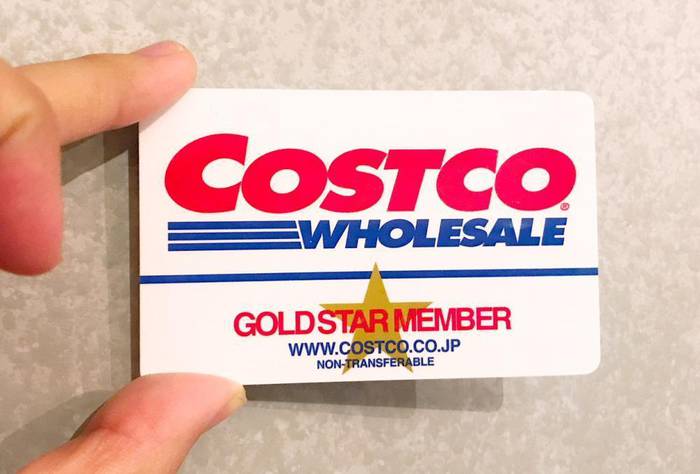 COSTCO®
WHOLESALE
GOLD STAR MEMBER
WWW.COSTCO.CO.JP
NON-TRANSFERABLE